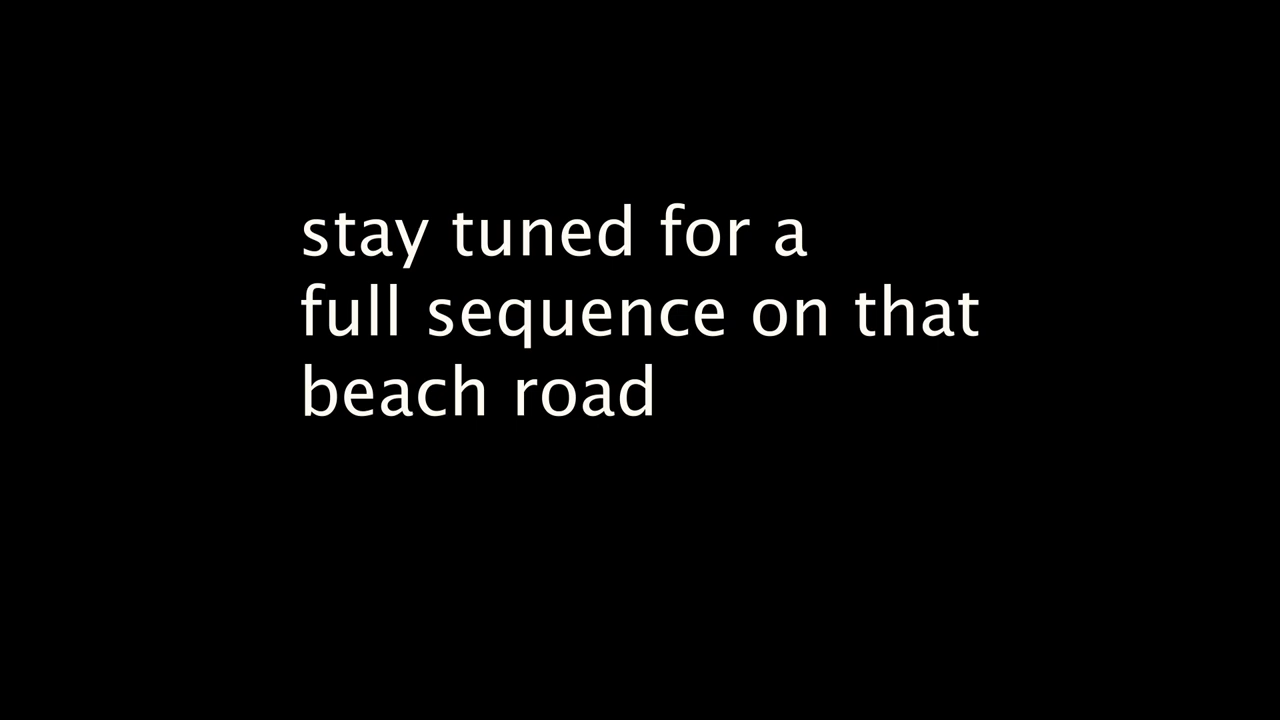 stay tuned for a
full sequence on that
beach road